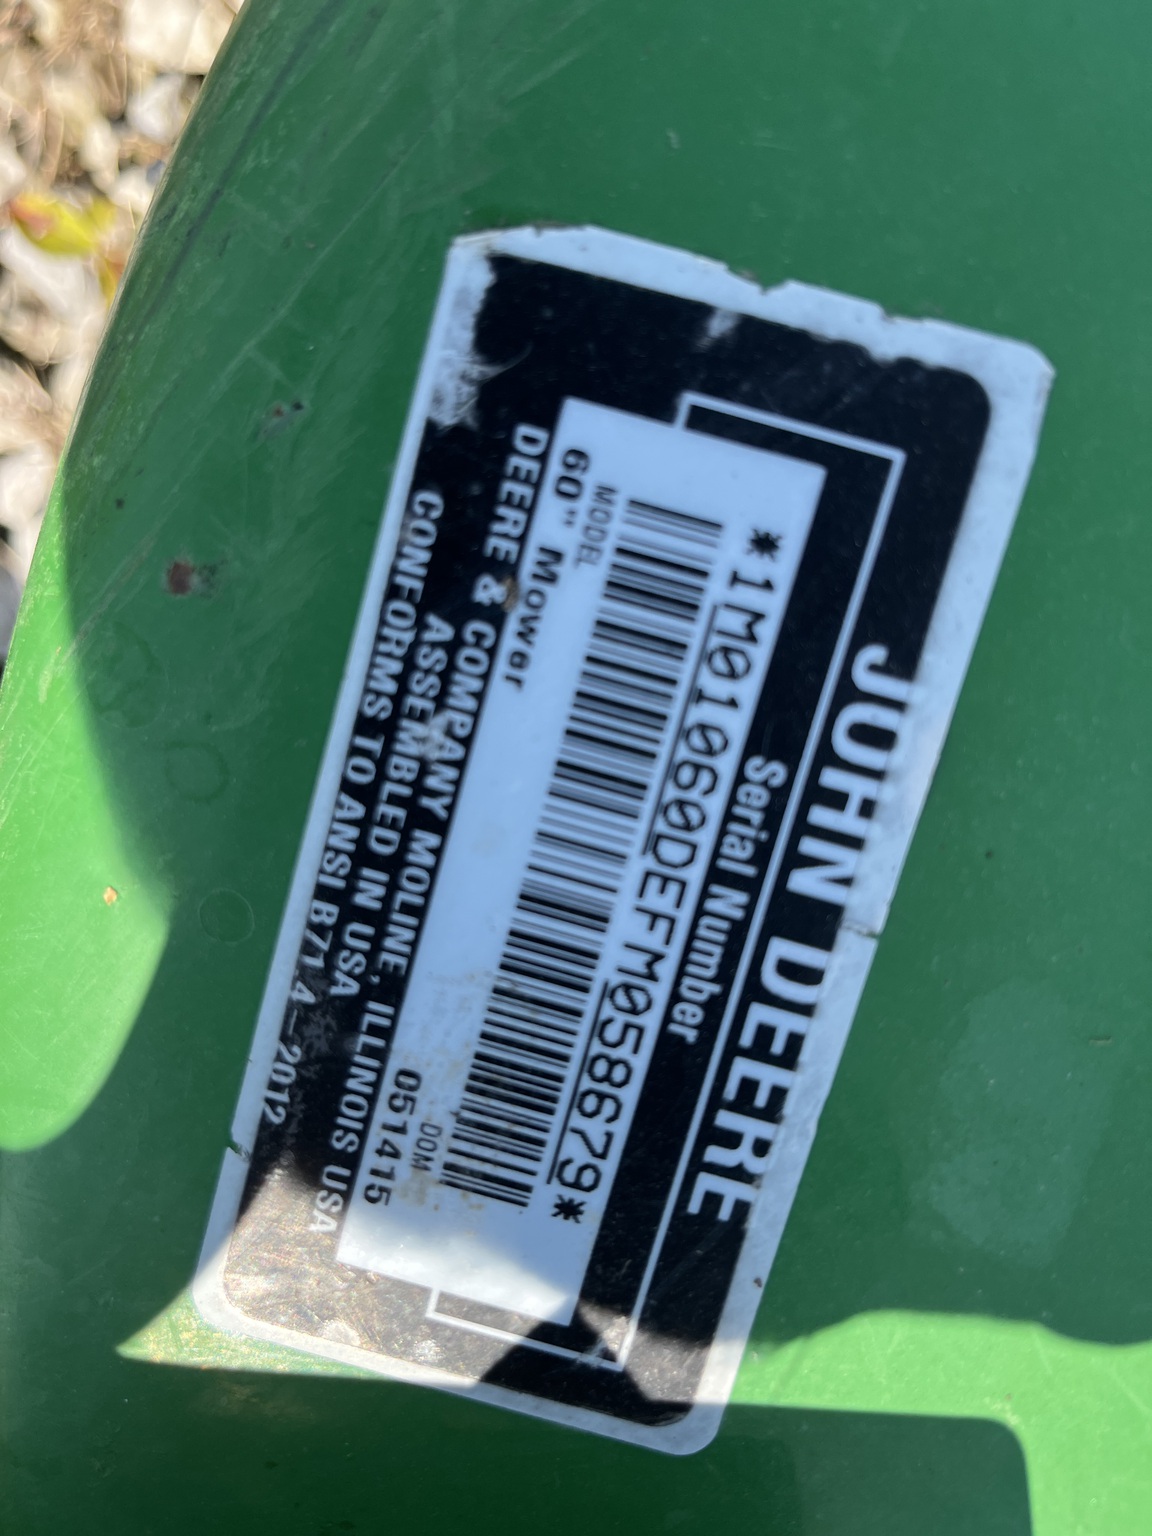 JOHN DEERE
Serial Number
*1M01060DEFM058679*
MODEL DOM
60" Mower 051415
DEERE & COMPANY MOLINE, ILLINOIS USA
ASSEMBLED IN USA
CONFORMS TO ANSI B71.4-2012